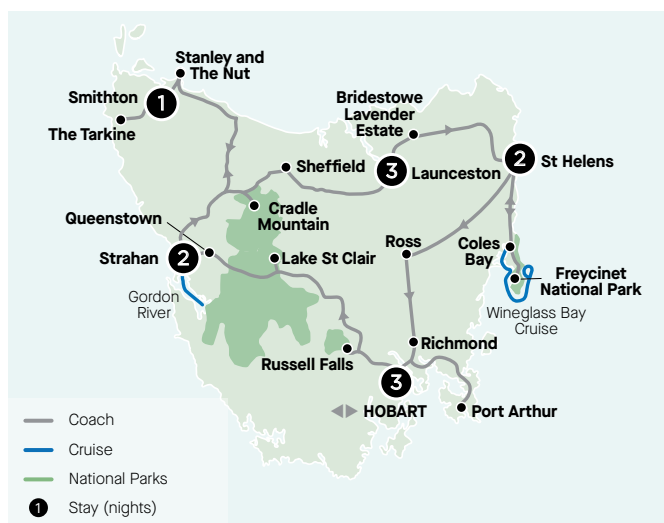 Stanley and
The Nut
Smithton
1
The Tarkine
Bridestowe
Lavender
Estate
3
Launceston
2
St Helens
Sheffield
Cradle
Mountain
Queenstown
Strahan
2
Lake St Clair
Ross
Coles
Bay
Freycinet
National Park
Gordon
River
Wineglass Bay
Cruise
Richmond
Russell Falls
3
HOBART
Port Arthur
Coach
Cruise
National Parks
1
Stay (nights)